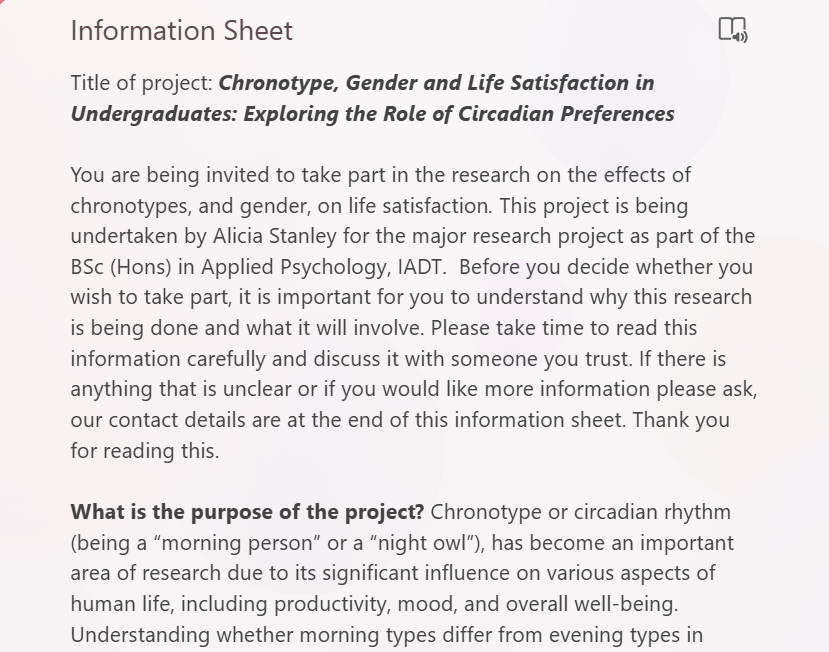 Information Sheet
Title of project: Chronotype, Gender and Life Satisfaction in
Undergraduates: Exploring the Role of Circadian Preferences
You are being invited to take part in the research on the effects of
chronotypes, and gender, on life satisfaction. This project is being
undertaken by Alicia Stanley for the major research project as part of the
BSc (Hons) in Applied Psychology, IADT.  Before you decide whether you
wish to take part, it is important for you to understand why this research
is being done and what it will involve. Please take time to read this
information carefully and discuss it with someone you trust. If there is
anything that is unclear or if you would like more information please ask,
our contact details are at the end of this information sheet. Thank you
for reading this.
What is the purpose of the project? Chronotype or circadian rhythm
(being a “morning person” or a “night owl”), has become an important
area of research due to its significant influence on various aspects of
human life, including productivity, mood, and overall well-being.
Understanding whether morning types differ from evening types in